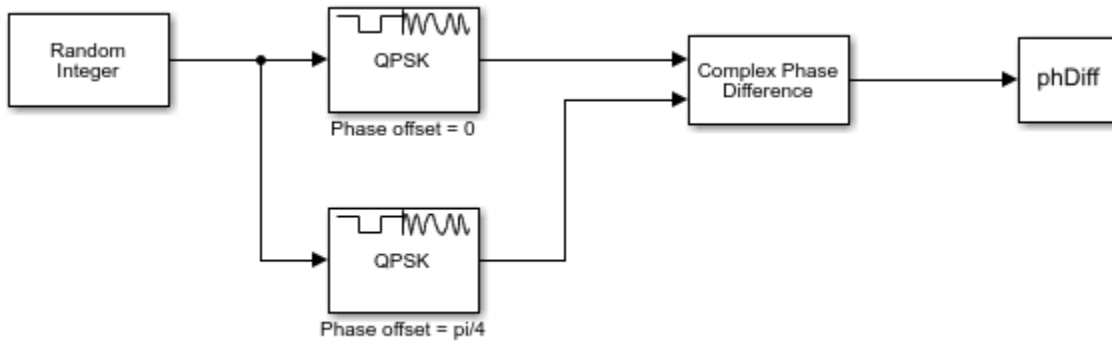 Random
Integer
QPSK
Phase offset = 0
Complex Phase
Difference
phDiff
QPSK
Phase offset = pi/4